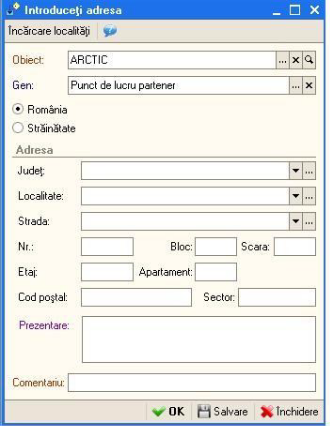 Introduceţi adresa
Încărcare localităţi
Obiect: ARCTIC
Gen: Punct de lucru partener
România
Străinătate
Adresa
Judeţ:
Localitate:
Strada:
Nr.: Bloc: Scara:
Etaj: Apartament:
Cod poştal: Sector:
Prezentare:
Comentariu:
OK Salvare Închidere